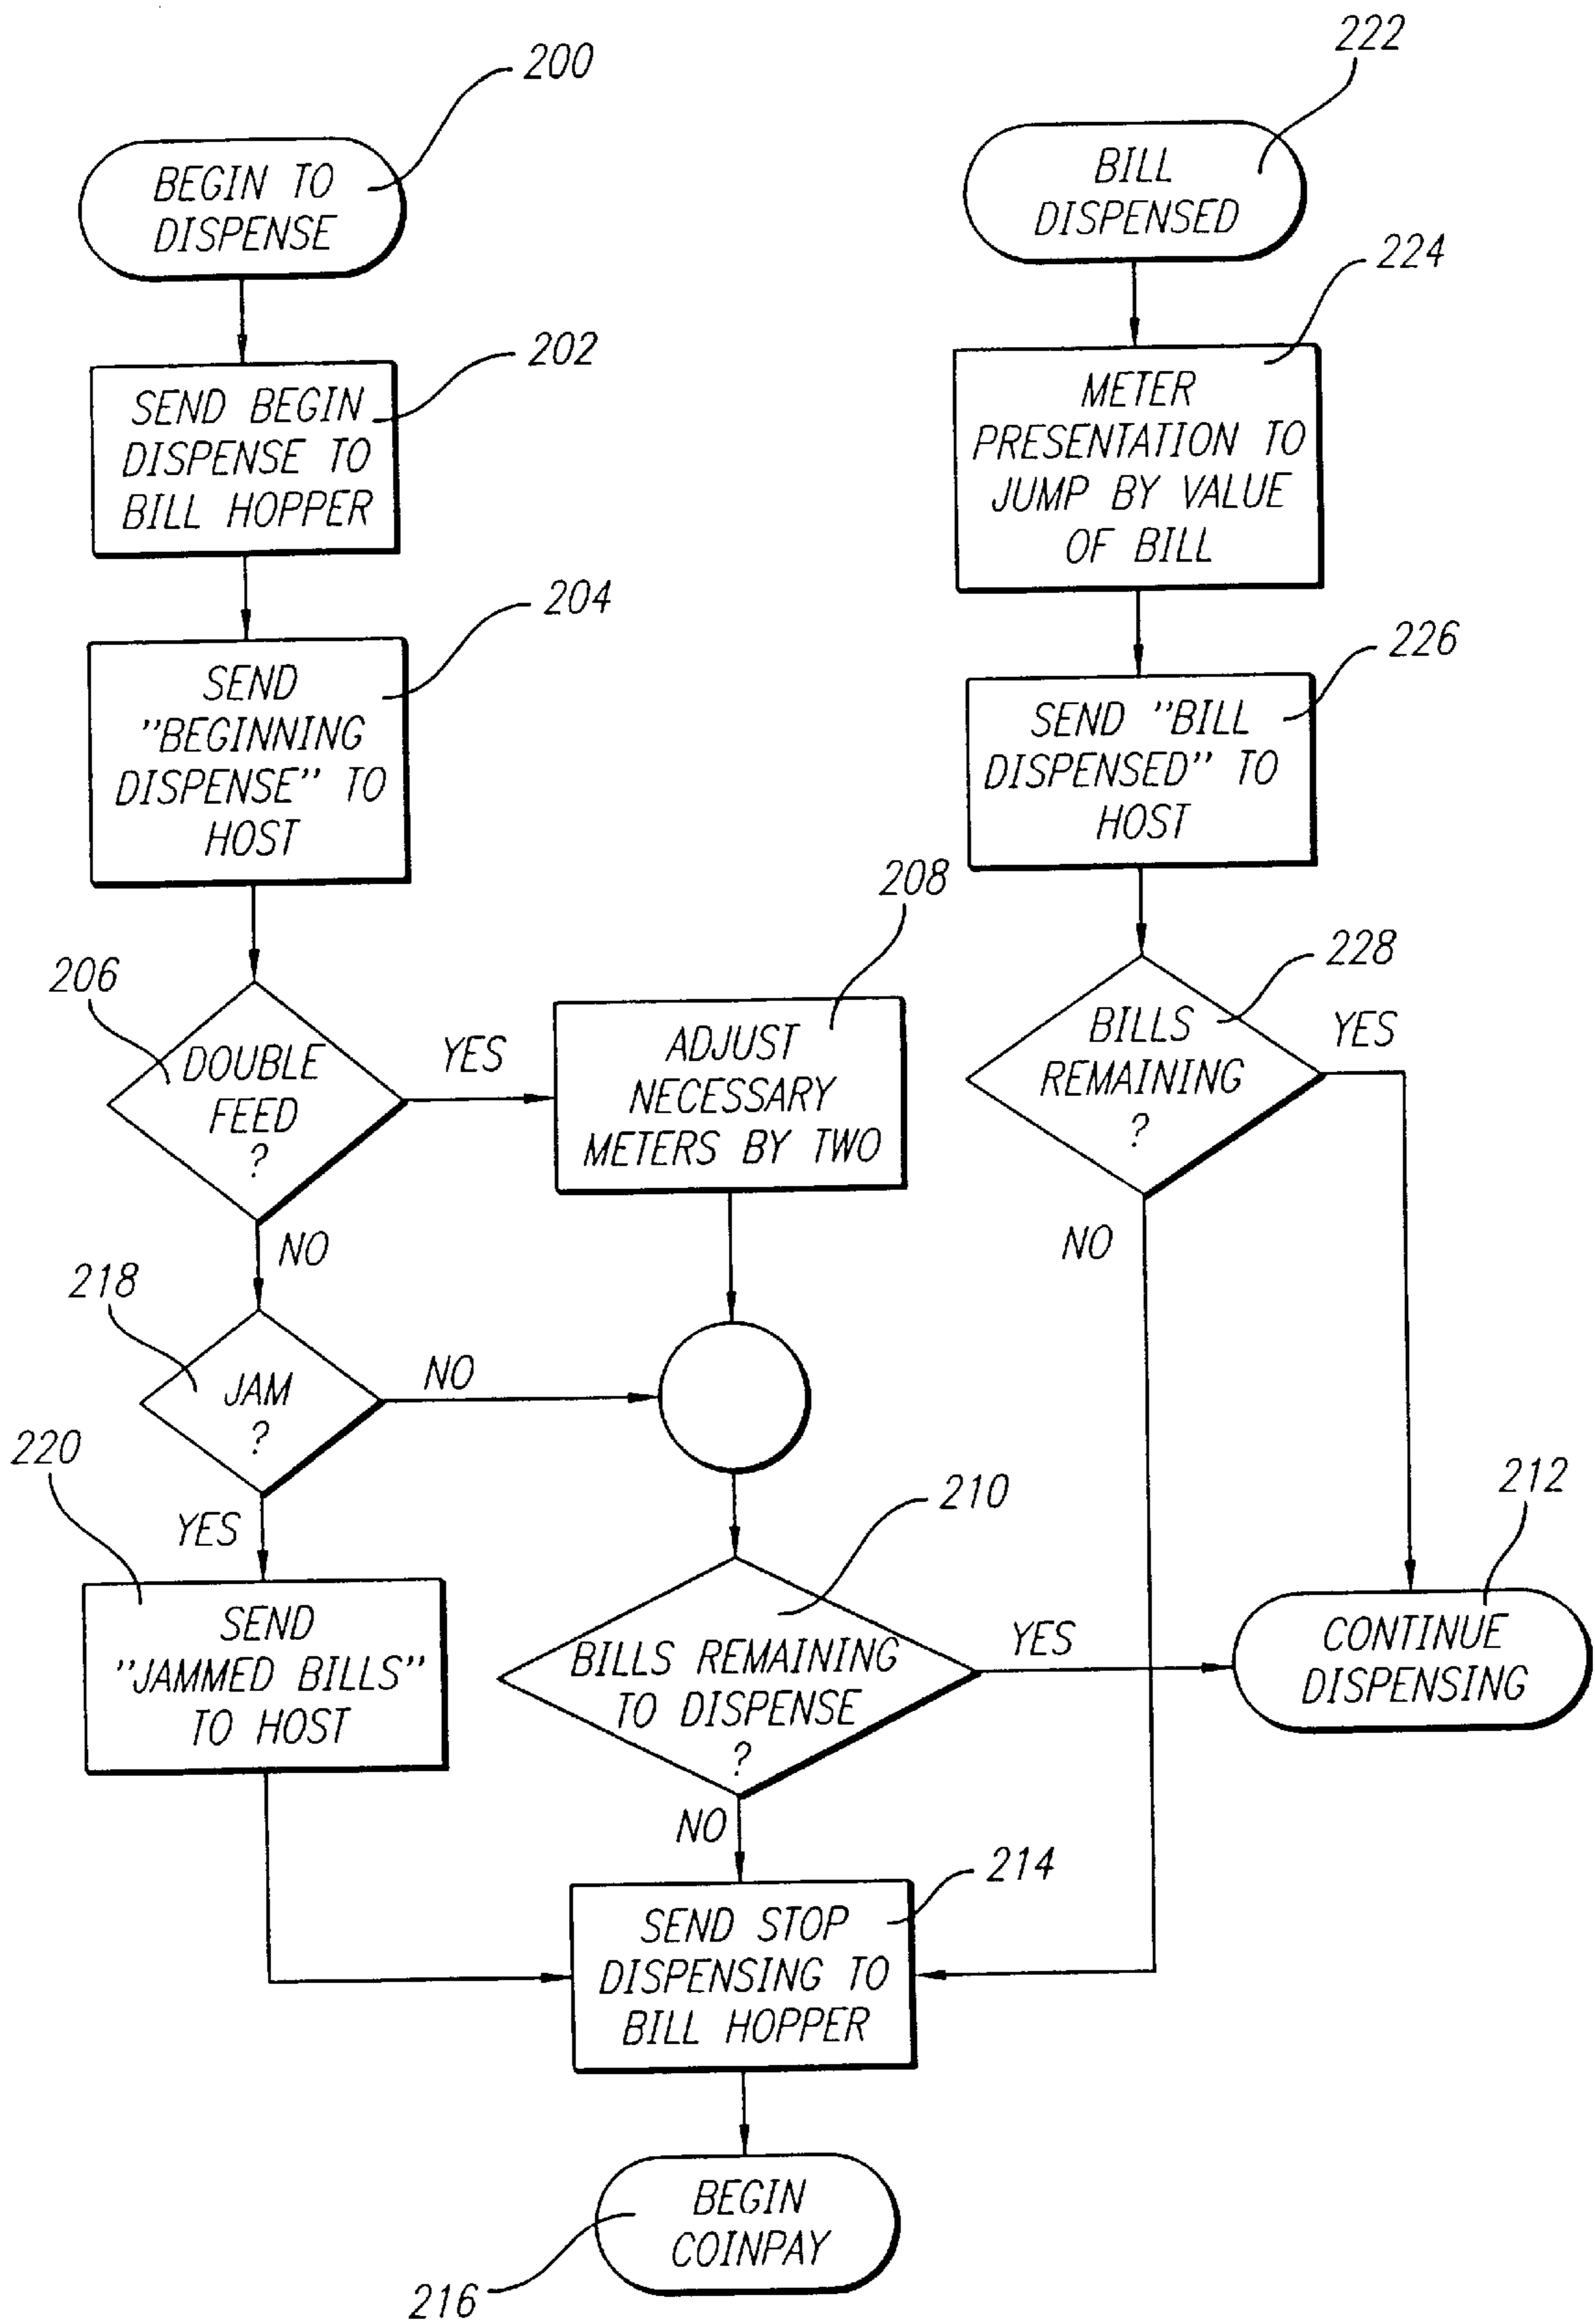 200
BEGIN TO
DISPENSE
202
SEND BEGIN
DISPENSE TO
BILL HOPPER
204
SEND
"BEGINNING
DISPENSE" TO
HOST
206
DOUBLE
FEED
?
YES
NO
208
ADJUST
NECESSARY
METERS BY TWO
218
JAM
?
NO
YES
220
SEND
"JAMMED BILLS"
TO HOST
210
BILLS REMAINING
TO DISPENSE
?
YES
NO
214
SEND STOP
DISPENSING TO
BILL HOPPER
BEGIN
COINPAY
216
222
BILL
DISPENSED
224
METER
PRESENTATION TO
JUMP BY VALUE
OF BILL
226
SEND "BILL
DISPENSED" TO
HOST
228
BILLS
REMAINING
?
YES
NO
212
CONTINUE
DISPENSING